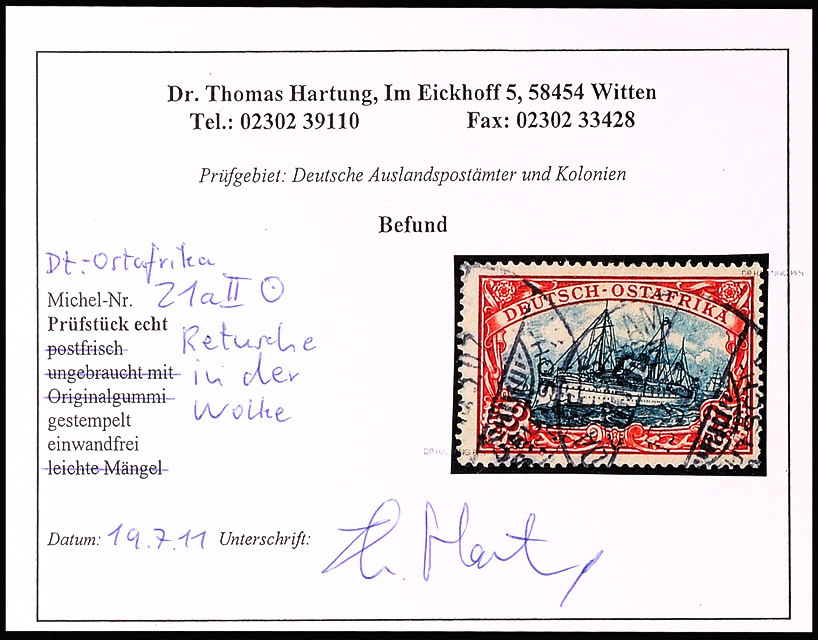 Dr. Thomas Hartung, Im Eickhoff 5, 58454 Witten
Tel.: 02302 39110 Fax: 02302 33428
Prüfgebiet: Deutsche Auslandspostämter und Kolonien
Befund
Dt.-Ostafrika
Michel-Nr. 21a II O
Prüfstück echt Retusche
postfrisch
ungebraucht mit in der
Originalgummi
gestempelt Wolke
einwandfrei
leichte Mängel
Datum: 19.7.11 Unterschrift:
DEUTSCH-OSTAFRIKA